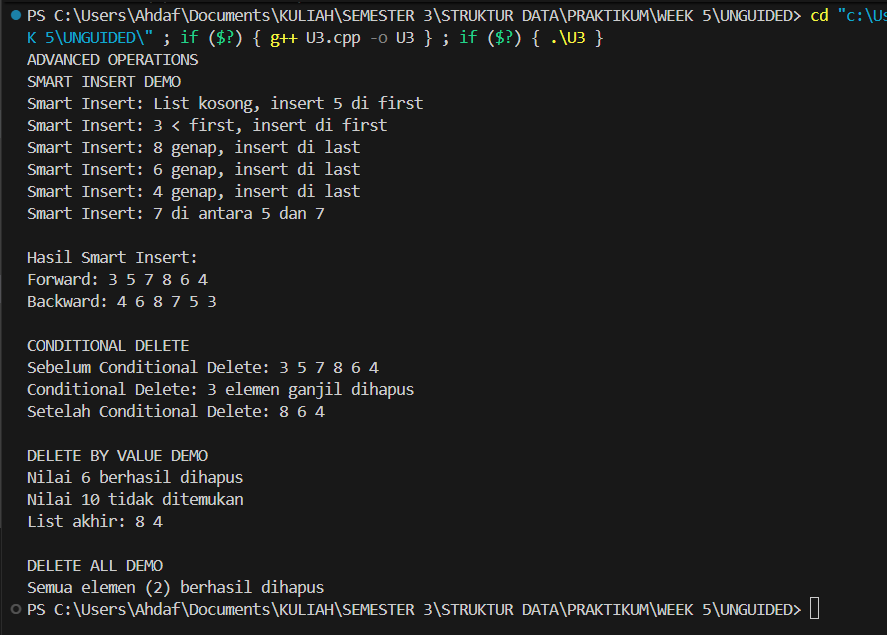 PS C:\Users\Ahdaf\Documents\KULIAH\SEMESTER 3\STRUKTUR DATA\PRAKTIKUM\WEEK 5\UNGUIDED> cd "c:\Us
K 5\UNGUIDED\" ; if ($?) { g++ U3.cpp -o U3 } ; if ($?) { .\U3 }
ADVANCED OPERATIONS
SMART INSERT DEMO
Smart Insert: List kosong, insert 5 di first
Smart Insert: 3 < first, insert di first
Smart Insert: 8 genap, insert di last
Smart Insert: 6 genap, insert di last
Smart Insert: 4 genap, insert di last
Smart Insert: 7 di antara 5 dan 7
Hasil Smart Insert:
Forward: 3 5 7 8 6 4
Backward: 4 6 8 7 5 3
CONDITIONAL DELETE
Sebelum Conditional Delete: 3 5 7 8 6 4
Conditional Delete: 3 elemen ganjil dihapus
Setelah Conditional Delete: 8 6 4
DELETE BY VALUE DEMO
Nilai 6 berhasil dihapus
Nilai 10 tidak ditemukan
List akhir: 8 4
DELETE ALL DEMO
Semua elemen (2) berhasil dihapus
PS C:\Users\Ahdaf\Documents\KULIAH\SEMESTER 3\STRUKTUR DATA\PRAKTIKUM\WEEK 5\UNGUIDED>